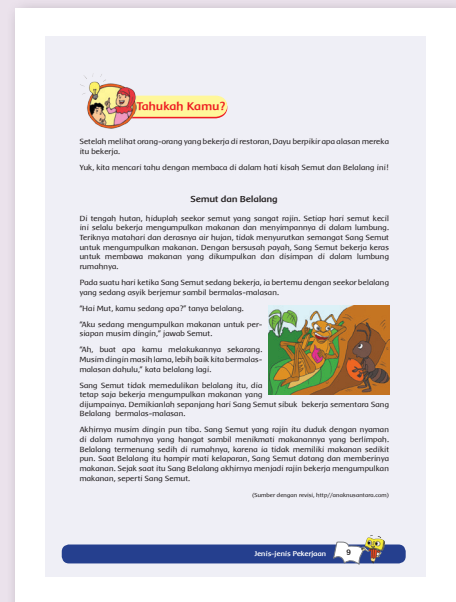 Tahukah Kamu?
Setelah melihat orang-orang yang bekerja di restoran, Dayu berpikir apa alasan mereka
itu bekerja.
Yuk, kita mencari tahu dengan membaca di dalam hati kisah Semut dan Belalang ini!
Semut dan Belalang
Di tengah hutan, hiduplah seekor semut yang sangat rajin. Setiap hari semut kecil
ini selalu bekerja mengumpulkan makanan dan menyimpannya di dalam lumbung.
Teriknya matahari dan derasnya air hujan, tidak menyurutkan semangat Sang Semut
untuk mengumpulkan makanan. Dengan bersusah payah, Sang Semut bekerja keras
untuk membawa makanan yang dikumpulkan dan disimpan di dalam lumbung
rumahnya.
Pada suatu hari ketika Sang Semut sedang bekerja, ia bertemu dengan seekor belalang
yang sedang asyik berjemur sambil bermalas-malasan.
"Hai Mut, kamu sedang apa?" tanya belalang.
"Aku sedang mengumpulkan makanan untuk per-
siapan musim dingin," jawab Semut.
"Ah, buat apa kamu melakukannya sekarang.
Musim dingin masih lama, lebih baik kita bermalas-
malasan dahulu," kata belalang lagi.
Sang Semut tidak memedulikan belalang itu, dia
tetap saja bekerja mengumpulkan makanan yang
dijumpainya. Demikianlah sepanjang hari Sang Semut sibuk bekerja sementara Sang
Belalang bermalas-malasan.
Akhirnya musim dingin pun tiba. Sang Semut yang rajin itu duduk dengan nyaman
di dalam rumahnya yang hangat sambil menikmati makanannya yang berlimpah.
Belalang termenung sedih di rumahnya, karena ia tidak memiliki makanan sedikit
pun. Saat Belalang itu hampir mati kelaparan, Sang Semut datang dan memberinya
makanan. Sejak saat itu Sang Belalang akhirnya menjadi rajin bekerja mengumpulkan
makanan, seperti Sang Semut.
(Sumber dengan revisi, http//anaknusantara.com)
Jenis-jenis Pekerjaan
9